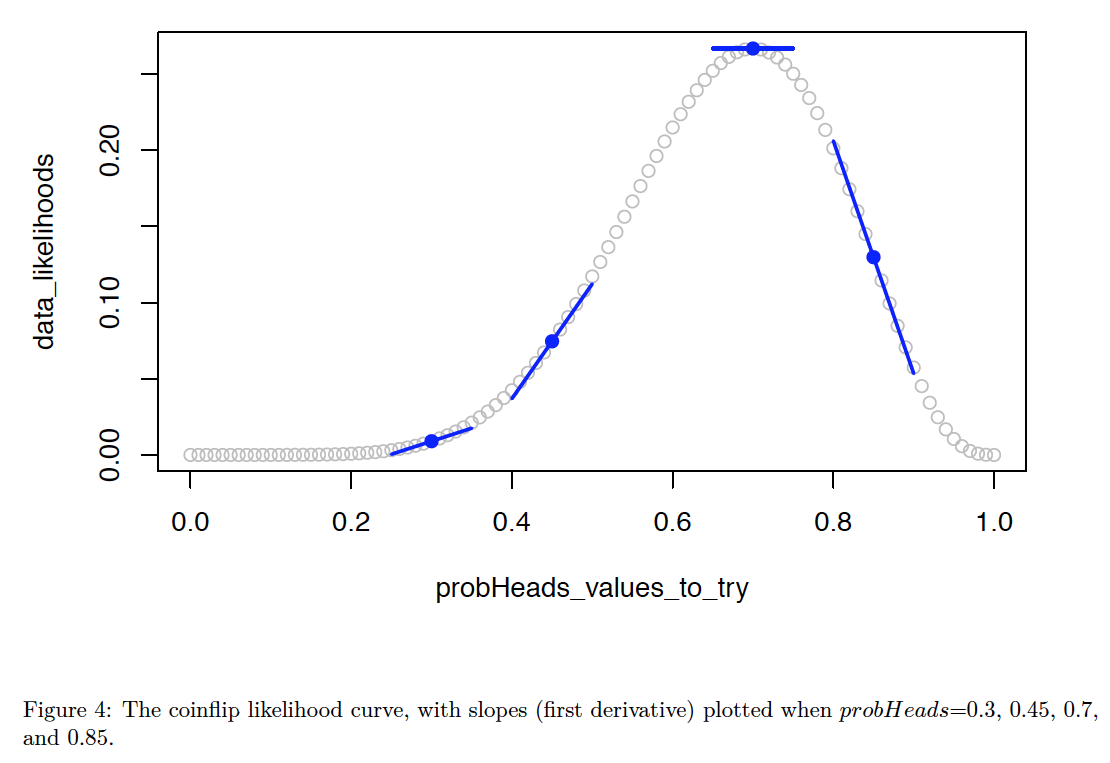 data_likelihoods
0.20
0.10
0.00
0.0 0.2 0.4 0.6 0.8 1.0
probHeads_values_to_try
Figure 4: The coinflip likelihood curve, with slopes (first derivative) plotted when probHeads=0.3, 0.45, 0.7,
and 0.85.